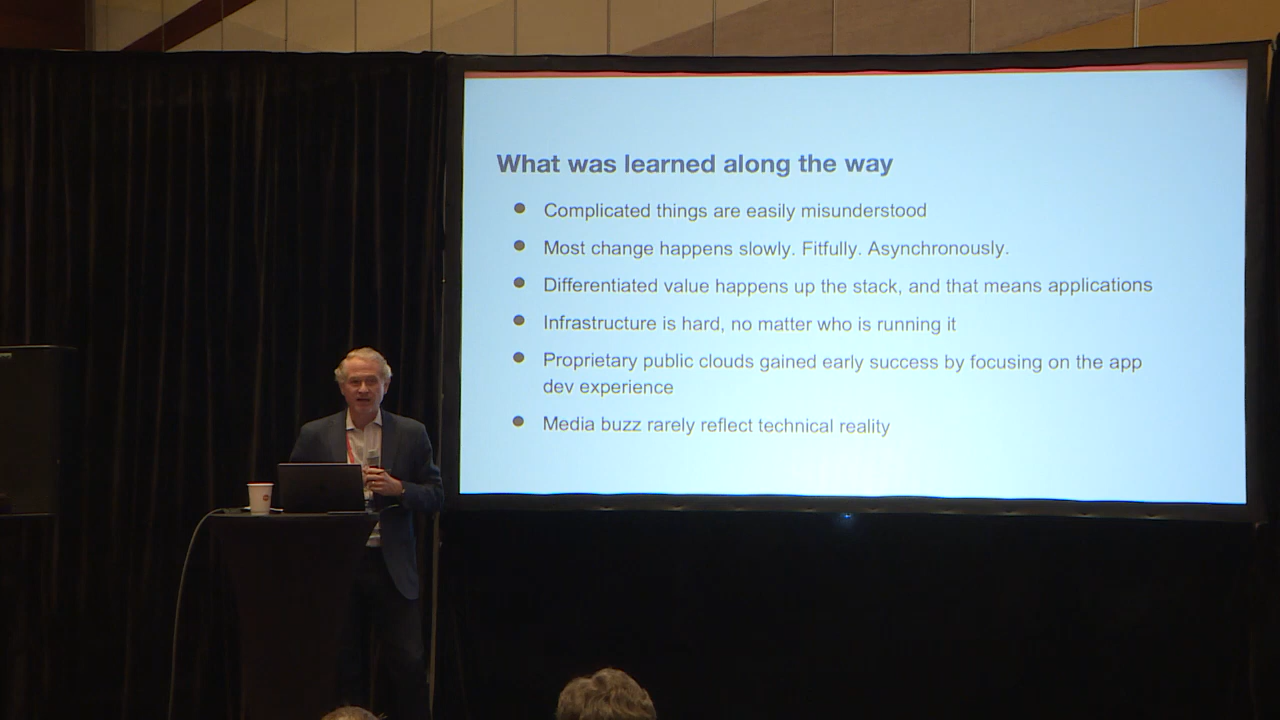 What was learned along the way
Complicated things are easily misunderstood
Most change happens slowly. Fitfully. Asynchronously.
Differentiated value happens up the stack, and that means applications
Infrastructure is hard, no matter who is running it
Proprietary public clouds gained early success by focusing on the app
dev experience
Media buzz rarely reflect technical reality